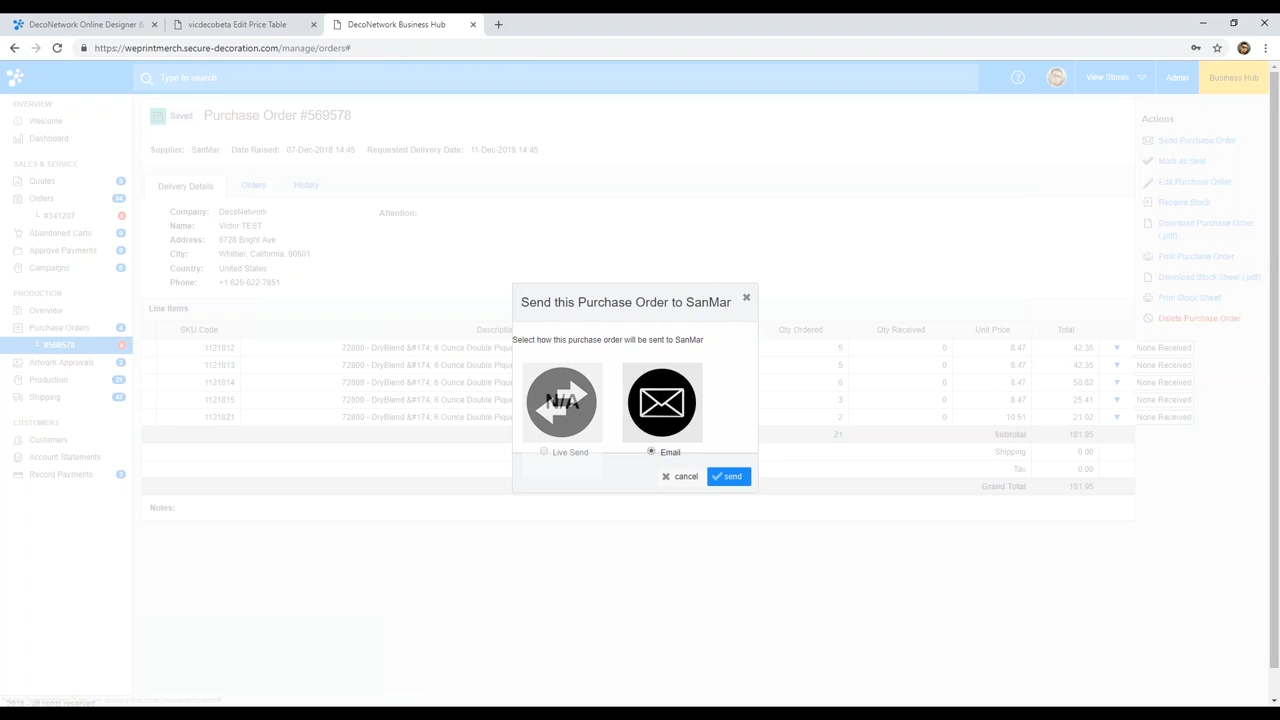 DecoNetwork Online Designer &
vicdecobeta Edit Price Table
DecoNetwork Business Hub
https://weprintmerch.secure-decoration.com/manage/orders#
Type to search
View Stores
Admin
Business Hub
OVERVIEW
Welcome
Dashboard
SALES & SERVICE
Quotes
Orders
#341207
Abandoned Carts
Approve Payments
Campaigns
PRODUCTION
Overview
Purchase Orders
#569578
Artwork Approvals
Production 21
Shipping 47
CUSTOMERS
Customers
Account Statements
Record Payments
2018 - all rights reserved
Saved Purchase Order #569578
Supplier: SanMar Date Raised: 07-Dec-2018 14:45 Requested Delivery Date: 11-Dec-2018 14:45
Delivery Details Orders History
Company: DecoNetwork Attention:
Name: Victor TEST
Address: 6728 Bright Ave
City: Whittier, California, 90601
Country: United States
Phone: +1 626-622-7851
Line Items
SKU Code Descriptio Qty Ordered Qty Received Unit Price Total
1121812 72800 - DryBlend &#174; 6 Ounce Double Pique 5 0 8.47 42.35 None Received
1121813 72800 - DryBlend &#174; 6 Ounce Double Pique 5 0 8.47 42.35 None Received
1121814 72800 - DryBlend &#174; 6 Ounce Double Pique 6 0 8.47 50.82 None Received
1121815 72800 - DryBlend &#174; 6 Ounce Double Pique 3 0 8.47 25.41 None Received
1121821 72800 - DryBlend &#174; 6 Ounce Double Pique 2 0 10.51 21.02 None Received
21 Subtotal 181.95
Shipping 0.00
Tax 0.00
Grand Total 181.95
Notes:
Send this Purchase Order to SanMar
Select how this purchase order will be sent to SanMar
N/A
Live Send
Email
cancel
send
Actions
Send Purchase Order
Mark as Sent
Edit Purchase Order
Receive Stock
Download Purchase Order
(.pdf)
Print Purchase Order
Download Stock Sheet (.pdf)
Print Stock Sheet
Delete Purchase Order